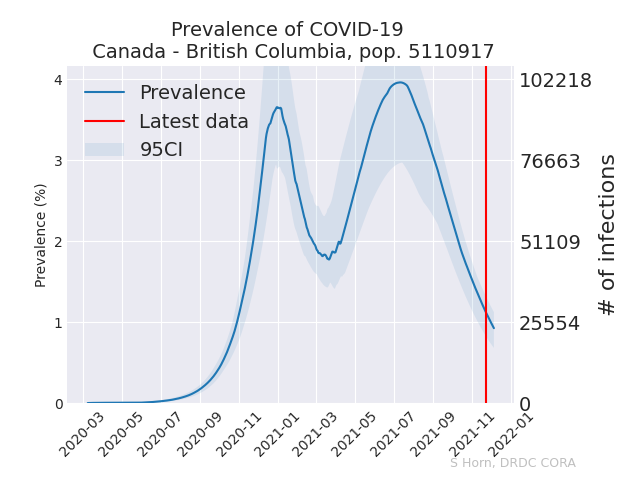 Prevalence of COVID-19
Canada - British Columbia, pop. 5110917
Prevalence
Latest data
95CI
Prevalence (%)
4
3
2
1
0
102218
76663
51109
25554
0
# of infections
2020-03
2020-05
2020-07
2020-09
2020-11
2021-01
2021-03
2021-05
2021-07
2021-09
2021-11
2022-01
S Horn, DRDC CORA